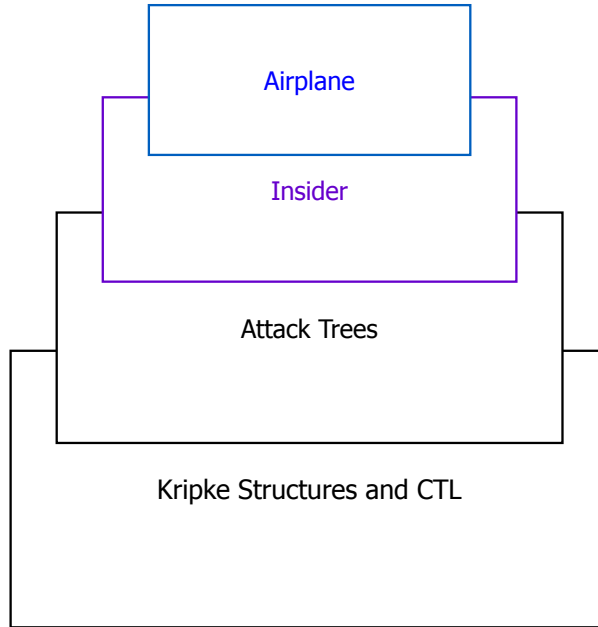 Airplane
Insider
Attack Trees
Kripke Structures and CTL